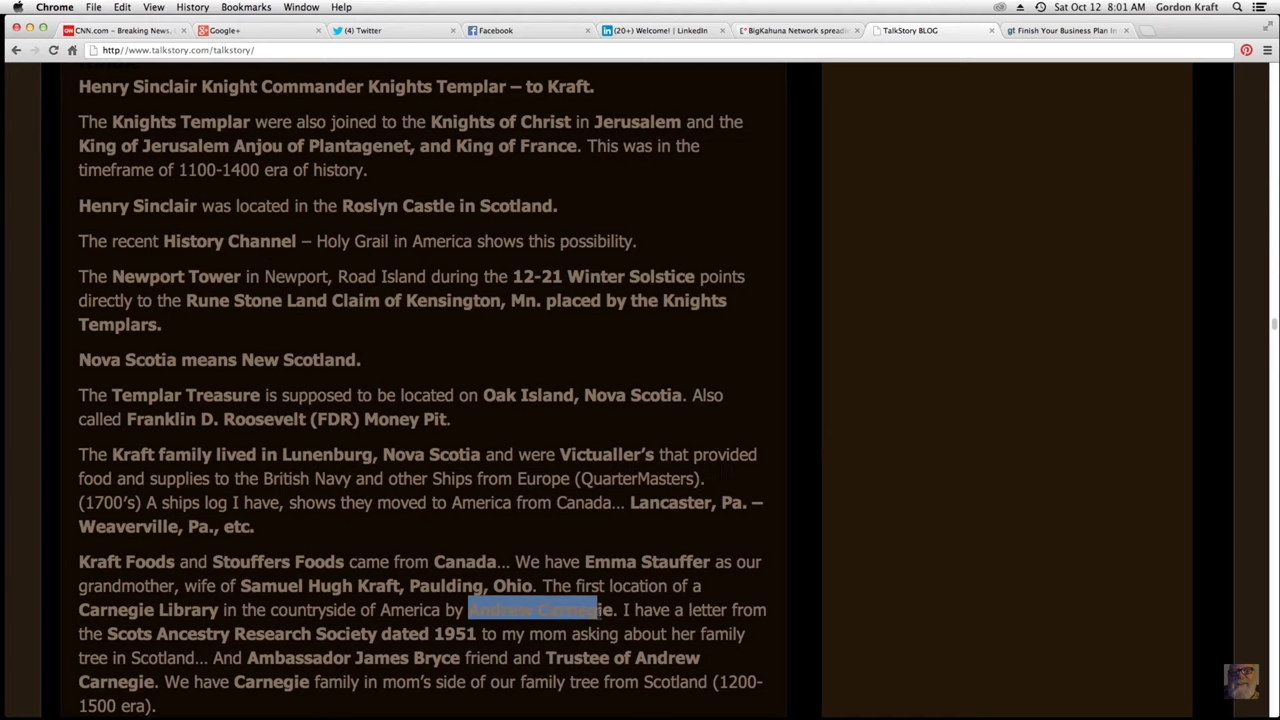 Chrome File Edit View History Bookmarks Window Help Sat Oct 12 8:01 AM Gordon Kraft
CNN.com – Breaking News, Google+ (4) Twitter Facebook (20+) Welcome! | LinkedIn BigKahuna Network spreadin TalkStory BLOG gt Finish Your Business Plan In
http://www.talkstory.com/talkstory/
Henry Sinclair Knight Commander Knights Templar – to Kraft.
The Knights Templar were also joined to the Knights of Christ in Jerusalem and the
King of Jerusalem Anjou of Plantagenet, and King of France. This was in the
timeframe of 1100-1400 era of history.
Henry Sinclair was located in the Roslyn Castle in Scotland.
The recent History Channel – Holy Grail in America shows this possibility.
The Newport Tower in Newport, Road Island during the 12-21 Winter Solstice points
directly to the Rune Stone Land Claim of Kensington, Mn. placed by the Knights
Templars.
Nova Scotia means New Scotland.
The Templar Treasure is supposed to be located on Oak Island, Nova Scotia. Also
called Franklin D. Roosevelt (FDR) Money Pit.
The Kraft family lived in Lunenburg, Nova Scotia and were Victualler's that provided
food and supplies to the British Navy and other Ships from Europe (QuarterMasters).
(1700's) A ships log I have, shows they moved to America from Canada... Lancaster, Pa. –
Weaverville, Pa., etc.
Kraft Foods and Stouffers Foods came from Canada... We have Emma Stauffer as our
grandmother, wife of Samuel Hugh Kraft, Paulding, Ohio. The first location of a
Carnegie Library in the countryside of America by Andrew Carnegie. I have a letter from
the Scots Ancestry Research Society dated 1951 to my mom asking about her family
tree in Scotland... And Ambassador James Bryce friend and Trustee of Andrew
Carnegie. We have Carnegie family in mom's side of our family tree from Scotland (1200-
1500 era).